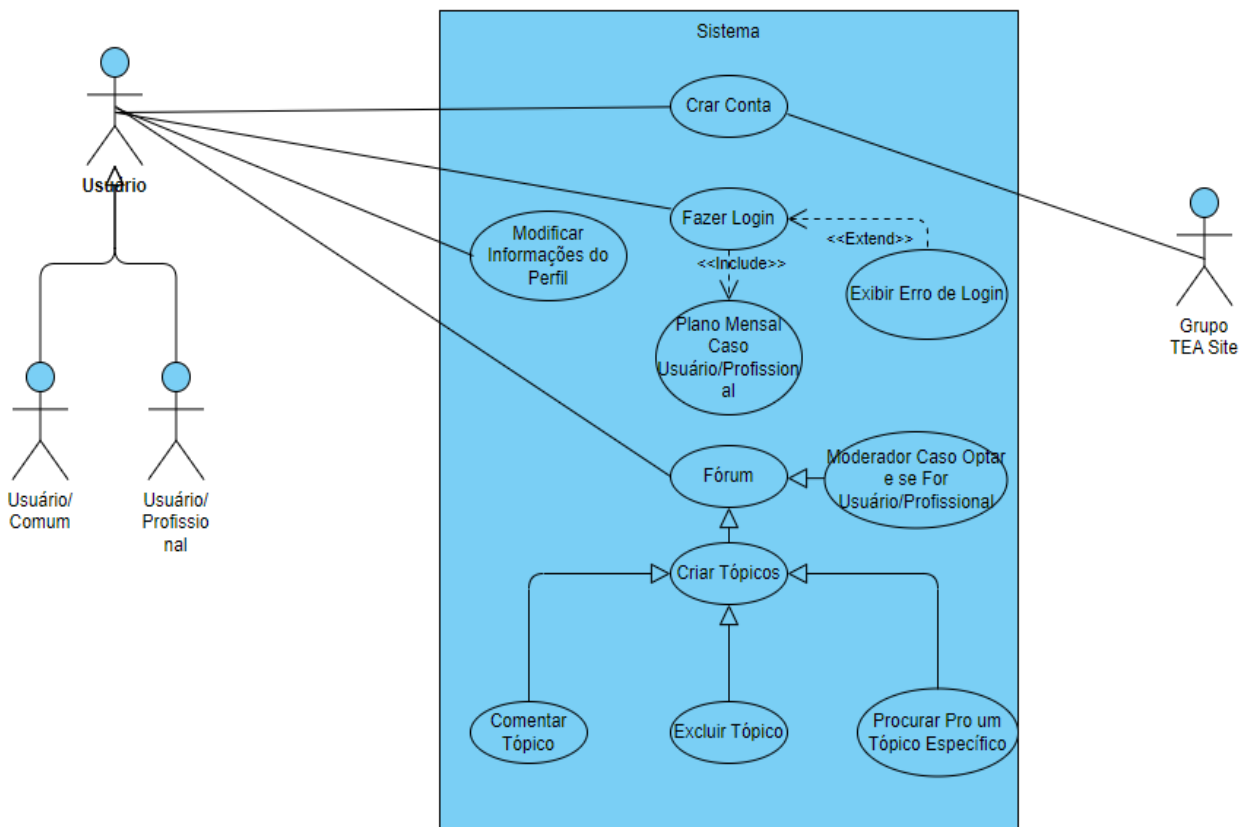 Sistema
Crar Conta
Usuário
Fazer Login
<<Extend>>
Modificar
Informações do
Perfil
<<Include>>
Exibir Erro de Login
Grupo
TEA Site
Plano Mensal
Caso
Usuário/Profission
al
Usuário/
Comum
Usuário/
Profissio
nal
Fórum
Moderador Caso Optar
e se For
Usuário/Profissional
Criar Tópicos
Comentar
Tópico
Excluir Tópico
Procurar Pro um
Tópico Específico